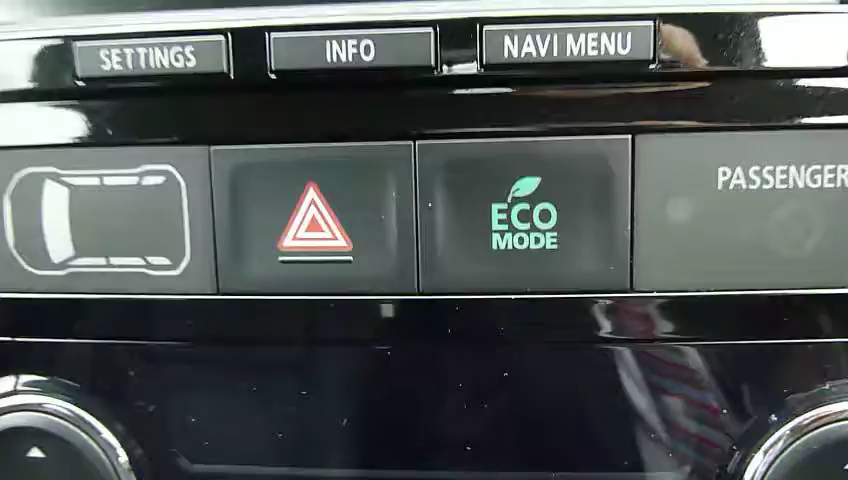 SETTINGS
INFO
NAVI MENU
ECO
MODE
PASSENGER